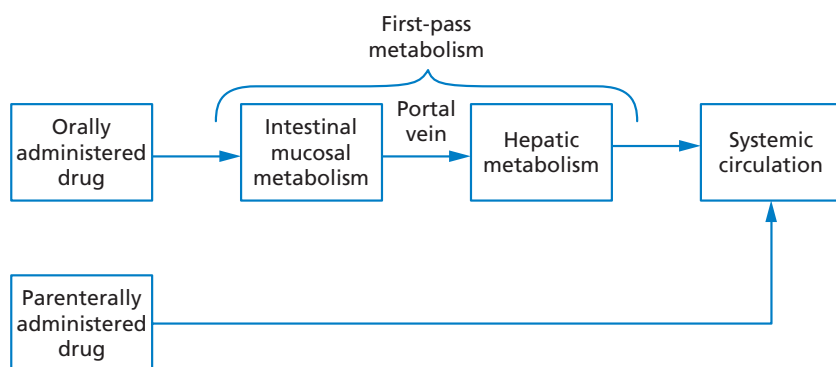 First-pass
metabolism
Orally
administered
drug
Intestinal
mucosal
metabolism
Portal
vein
Hepatic
metabolism
Systemic
circulation
Parenterally
administered
drug